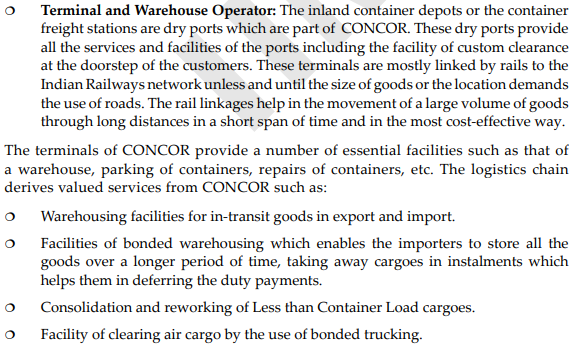 ❍ Terminal and Warehouse Operator: The inland container depots or the container
freight stations are dry ports which are part of CONCOR. These dry ports provide
all the services and facilities of the ports including the facility of custom clearance
at the doorstep of the customers. These terminals are mostly linked by rails to the
Indian Railways network unless and until the size of goods or the location demands
the use of roads. The rail linkages help in the movement of a large volume of goods
through long distances in a short span of time and in the most cost-effective way.
The terminals of CONCOR provide a number of essential facilities such as that of
a warehouse, parking of containers, repairs of containers, etc. The logistics chain
derives valued services from CONCOR such as:
❍ Warehousing facilities for in-transit goods in export and import.
❍ Facilities of bonded warehousing which enables the importers to store all the
goods over a longer period of time, taking away cargoes in instalments which
helps them in deferring the duty payments.
❍ Consolidation and reworking of Less than Container Load cargoes.
❍ Facility of clearing air cargo by the use of bonded trucking.